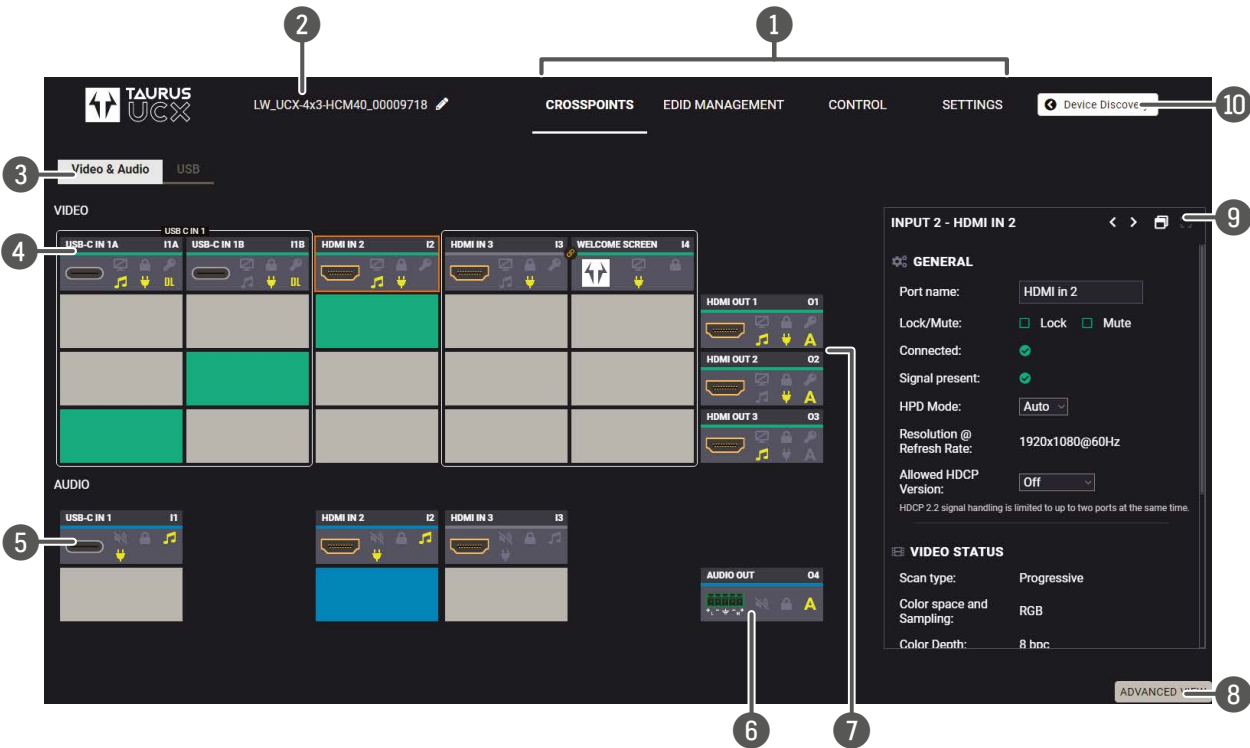 2
1
TAURUS
UCX
LW_UCX-4x3-HCM40_00009718
CROSSPOINTS
EDID MANAGEMENT
CONTROL
SETTINGS
Device Discovery
10
3
Video & Audio
USB
VIDEO
USB C IN 1
4
USB-C IN 1A I1A
DL
USB-C IN 1B I1B
DL
HDMI IN 2 I2
HDMI IN 3 I3
WELCOME SCREEN I4
HDMI OUT 1 O1
A
HDMI OUT 2 O2
A
HDMI OUT 3 O3
A
7
AUDIO
5
USB-C IN 1 I1
HDMI IN 2 I2
HDMI IN 3 I3
AUDIO OUT O4
A
6
INPUT 2 - HDMI IN 2
9
GENERAL
Port name: HDMI in 2
Lock/Mute: Lock Mute
Connected:
Signal present:
HPD Mode: Auto
Resolution @
Refresh Rate: 1920x1080@60Hz
Allowed HDCP
Version: Off
HDCP 2.2 signal handling is limited to up to two ports at the same time.
VIDEO STATUS
Scan type: Progressive
Color space and
Sampling: RGB
Color Depth: 8 bpc
ADVANCED VIEW
8